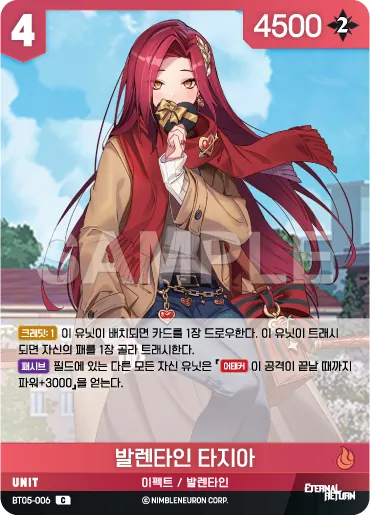 4
4500 2
SAMPLE
크레딧:1 이 유닛이 배치되면 카드를 1장 드로우한다. 이 유닛이 트래시
되면 자신의 패를 1장 골라 트래시한다.
패시브 필드에 있는 다른 모든 자신 유닛은 『어태커 이 공격이 끝날 때까지
파워+3000』을 얻는다.
발렌타인 타지아
UNIT
이펙트 / 발렌타인
BT05-006 C
ⓒ NIMBLENEURON CORP.
ETERNAL
RETURN